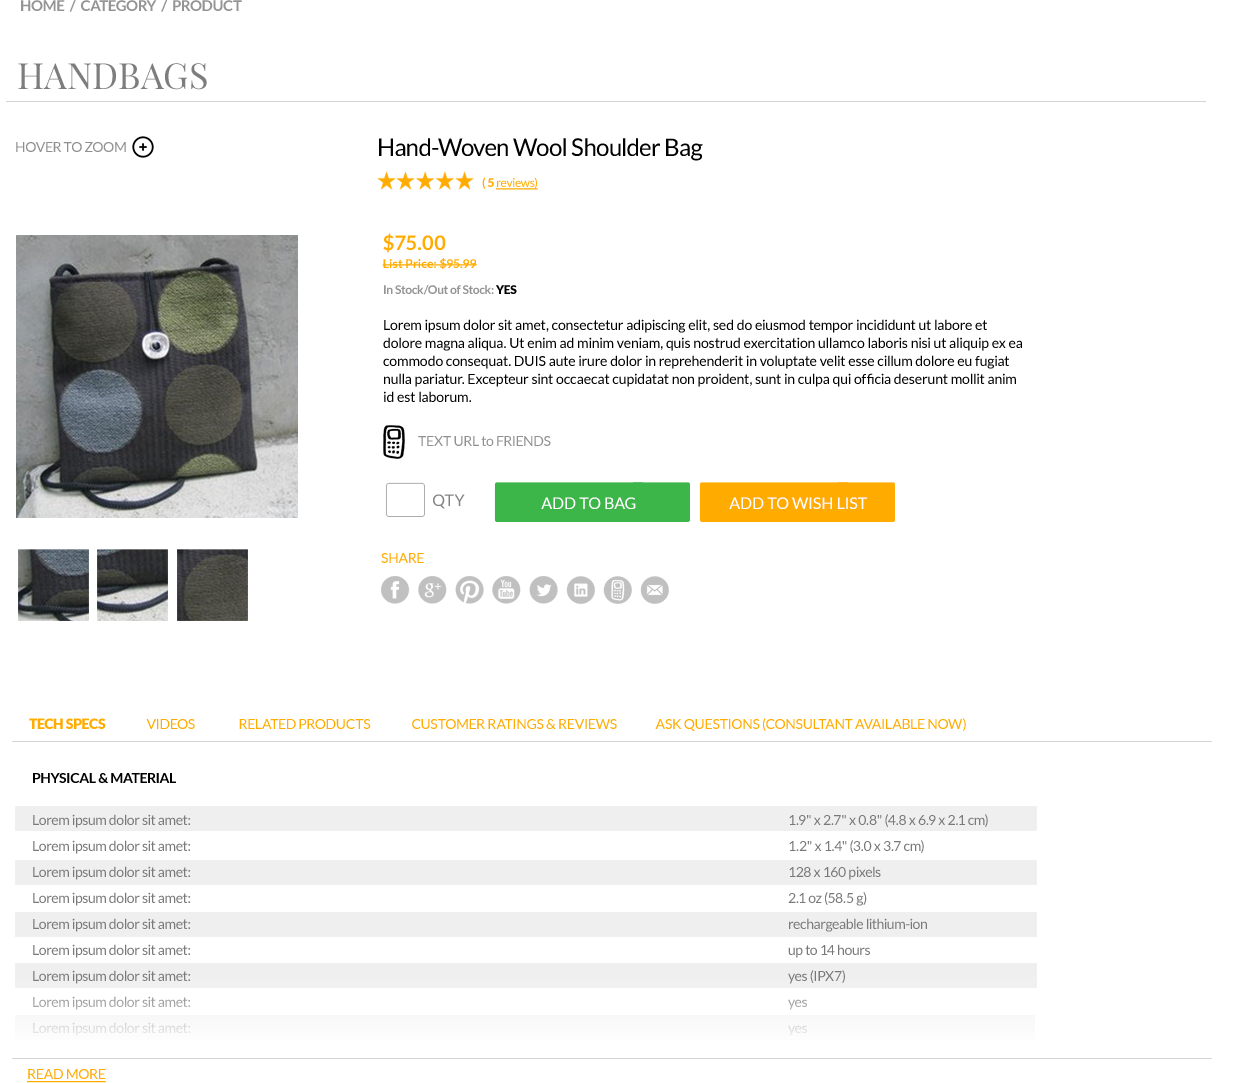 HOME / CATEGORY / PRODUCT
HANDBAGS
HOVER TO ZOOM
Hand-Woven Wool Shoulder Bag
( 5 reviews)
$75.00
List Price: $95.99
In Stock/Out of Stock: YES
Lorem ipsum dolor sit amet, consectetur adipiscing elit, sed do eiusmod tempor incididunt ut labore et
dolore magna aliqua. Ut enim ad minim veniam, quis nostrud exercitation ullamco laboris nisi ut aliquip ex ea
commodo consequat. DUIS aute irure dolor in reprehenderit in voluptate velit esse cillum dolore eu fugiat
nulla pariatur. Excepteur sint occaecat cupidatat non proident, sunt in culpa qui officia deserunt mollit anim
id est laborum.
TEXT URL to FRIENDS
QTY ADD TO BAG ADD TO WISH LIST
SHARE
f g+ You Tube in
TECH SPECS VIDEOS RELATED PRODUCTS CUSTOMER RATINGS & REVIEWS ASK QUESTIONS (CONSULTANT AVAILABLE NOW)
PHYSICAL & MATERIAL
Lorem ipsum dolor sit amet: 1.9" x 2.7" x 0.8" (4.8 x 6.9 x 2.1 cm)
Lorem ipsum dolor sit amet: 1.2" x 1.4" (3.0 x 3.7 cm)
Lorem ipsum dolor sit amet: 128 x 160 pixels
Lorem ipsum dolor sit amet: 2.1 oz (58.5 g)
Lorem ipsum dolor sit amet: rechargeable lithium-ion
Lorem ipsum dolor sit amet: up to 14 hours
Lorem ipsum dolor sit amet: yes (IPX7)
Lorem ipsum dolor sit amet: yes
Lorem ipsum dolor sit amet: yes
READ MORE